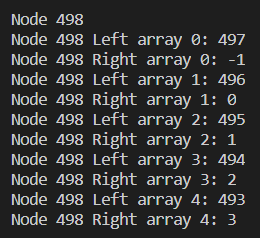 Node 498
Node 498 Left array 0: 497
Node 498 Right array 0: -1
Node 498 Left array 1: 496
Node 498 Right array 1: 0
Node 498 Left array 2: 495
Node 498 Right array 2: 1
Node 498 Left array 3: 494
Node 498 Right array 3: 2
Node 498 Left array 4: 493
Node 498 Right array 4: 3